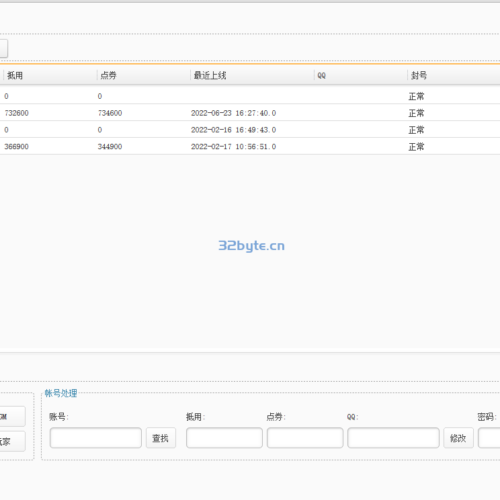 抵用 点券 最近上线 QQ 封号
0 0 正常
732600 734600 2022-06-23 16:27:40.0 正常
0 0 2022-02-16 16:49:43.0 正常
366900 344900 2022-02-17 10:56:51.0 正常
32byte.cn
帐号处理
账号: 抵用: 点券: QQ: 密码:
查找 修改